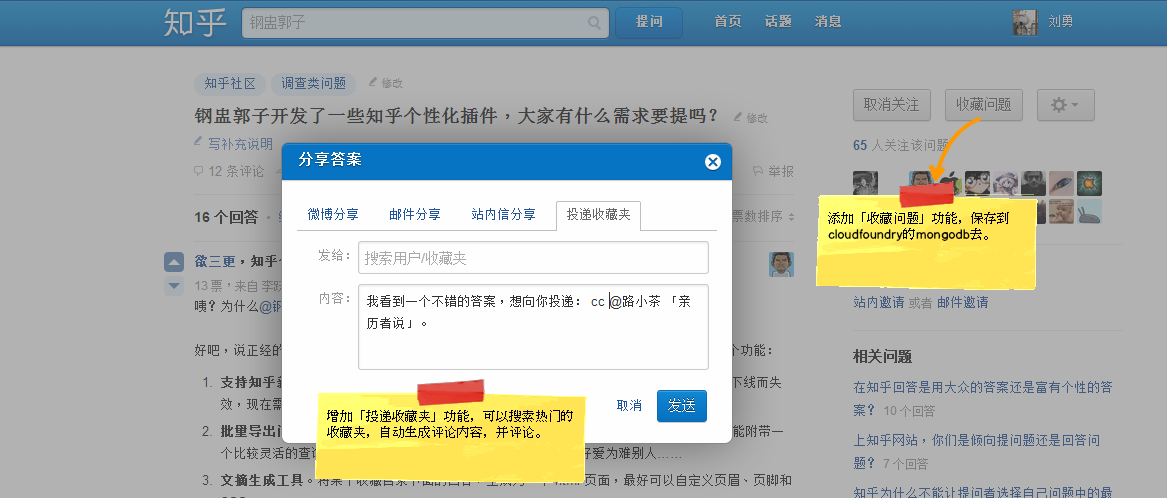 知乎
钢蛊郭子
提问
首页
话题
消息
刘勇
知乎社区
调查类问题
修改
钢蛊郭子开发了一些知乎个性化插件，大家有什么需求要提吗？
修改
写补充说明
12 条评论
举报
取消关注
收藏问题
65 人关注该问题
添加「收藏问题」功能，保存到
cloudfoundry的mongodb去。
站内邀请 或者 邮件邀请
16 个回答
票数排序
分享答案
微博分享
邮件分享
站内信分享
投递收藏夹
发给：
搜索用户/收藏夹
内容：
我看到一个不错的答案，想向你投递： cc @路小茶 「亲
历者说」。
取消
发送
增加「投递收藏夹」功能，可以搜索热门的
收藏夹，自动生成评论内容，并评论。
欲三更，知乎
13 票，来自
咦？为什么@
好吧，说正经的
个功能：
1. 支持知乎
下线而失
效，现在需
2. 批量导出
能附带一
个比较灵活的查
好爱为难别人……
3. 文摘生成工具。
页面，最好可以自定义页眉、页脚和
相关问题
在知乎回答是用大众的答案还是富有个性的答
案？ 10 个回答
上知乎网站，你们是倾向提问题还是回答问
题？ 7 个回答
知乎为什么不能让提问者选择自己问题中的最